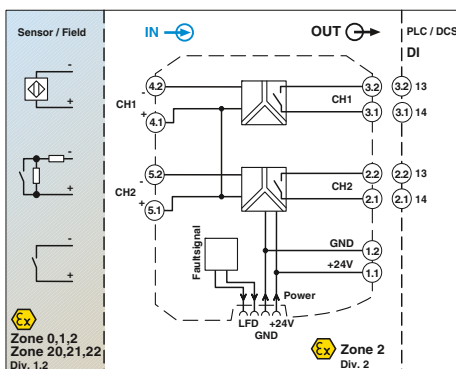 Sensor / Field
IN
OUT
PLC / DCS
DI
-
+
-
+
-
+
4.2
-
CH1
+
4.1
3.2
CH1
3.1
3.2 13
3.1 14
5.2
-
CH2
+
5.1
2.2
CH2
2.1
2.2 13
2.1 14
GND
1.2
+24V
1.1
Faultsignal
Power
LFD +24V
GND
Ex
Zone 0,1,2
Zone 20,21,22
Div. 1,2
Ex
Zone 2
Div. 2